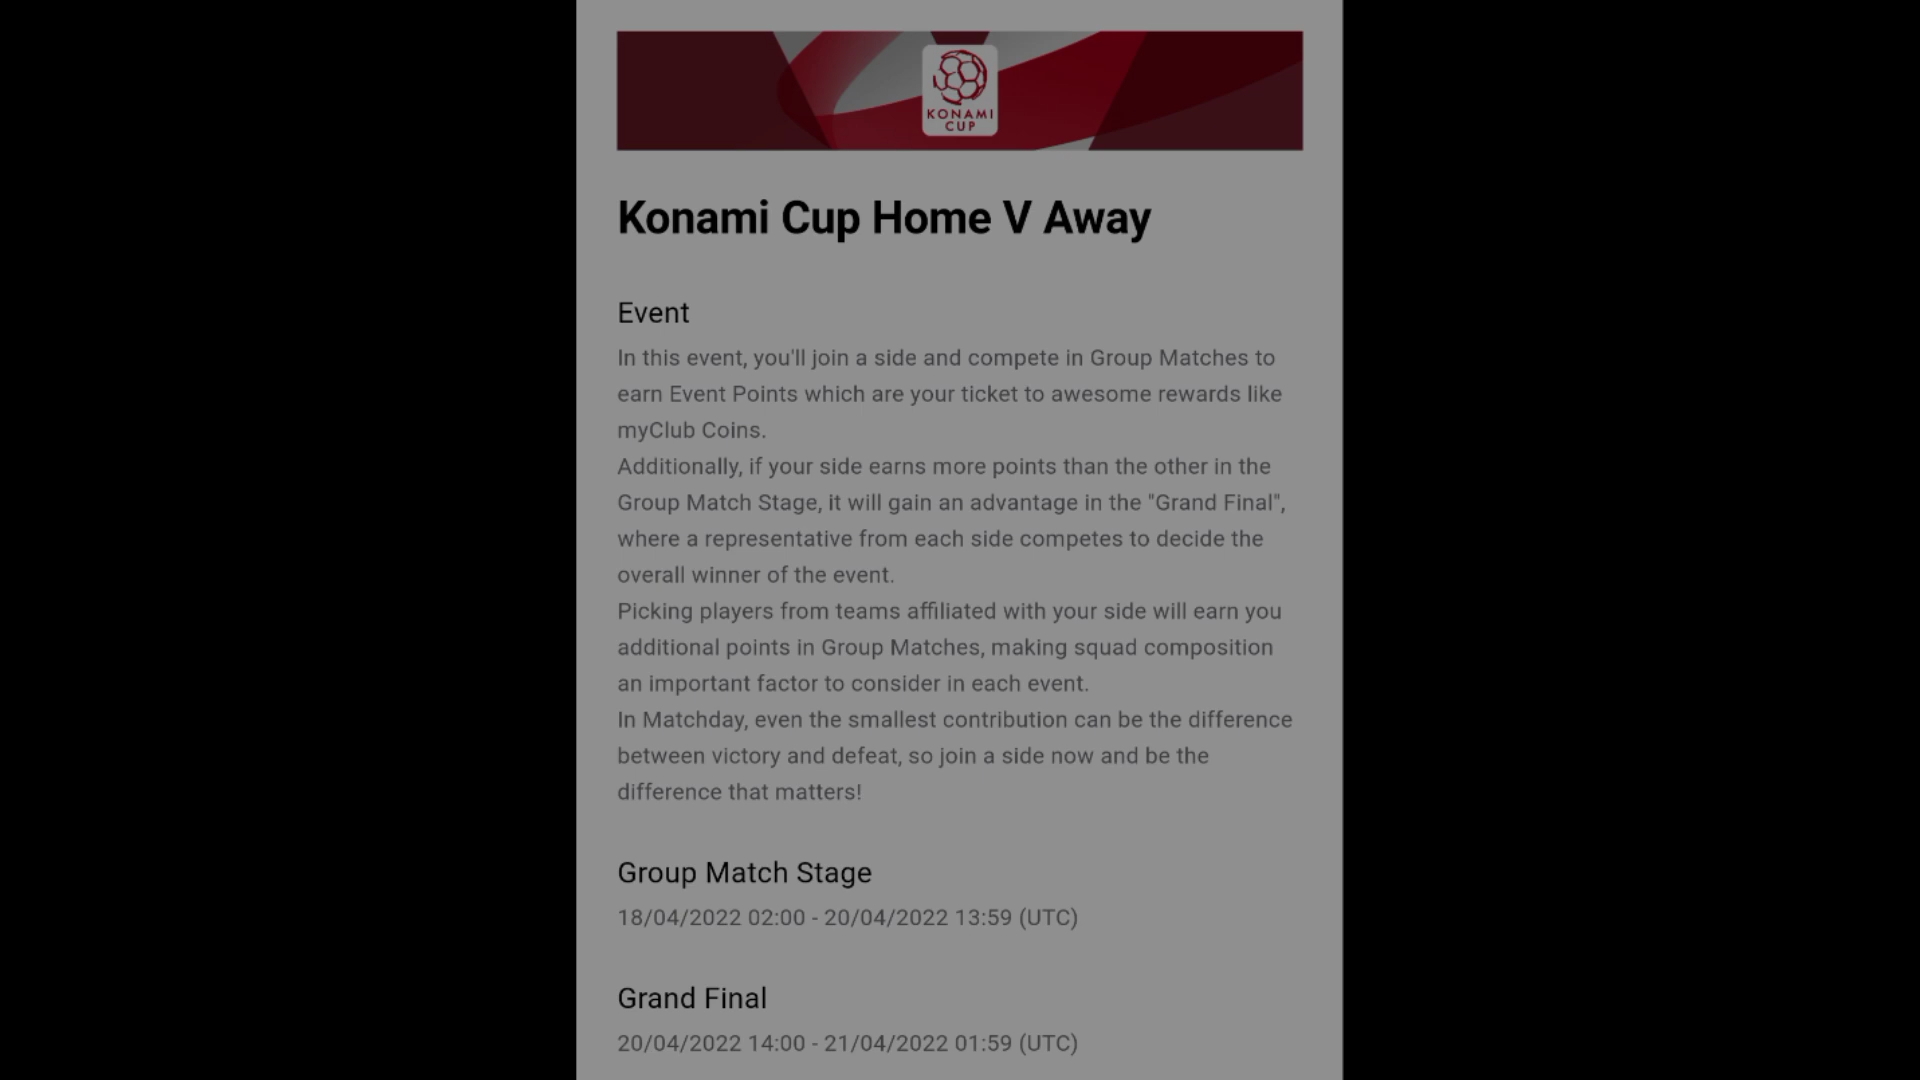 KONAMI
CUP
Konami Cup Home V Away
Event
In this event, you'll join a side and compete in Group Matches to
earn Event Points which are your ticket to awesome rewards like
myClub Coins.
Additionally, if your side earns more points than the other in the
Group Match Stage, it will gain an advantage in the "Grand Final",
where a representative from each side competes to decide the
overall winner of the event.
Picking players from teams affiliated with your side will earn you
additional points in Group Matches, making squad composition
an important factor to consider in each event.
In Matchday, even the smallest contribution can be the difference
between victory and defeat, so join a side now and be the
difference that matters!
Group Match Stage
18/04/2022 02:00 - 20/04/2022 13:59 (UTC)
Grand Final
20/04/2022 14:00 - 21/04/2022 01:59 (UTC)